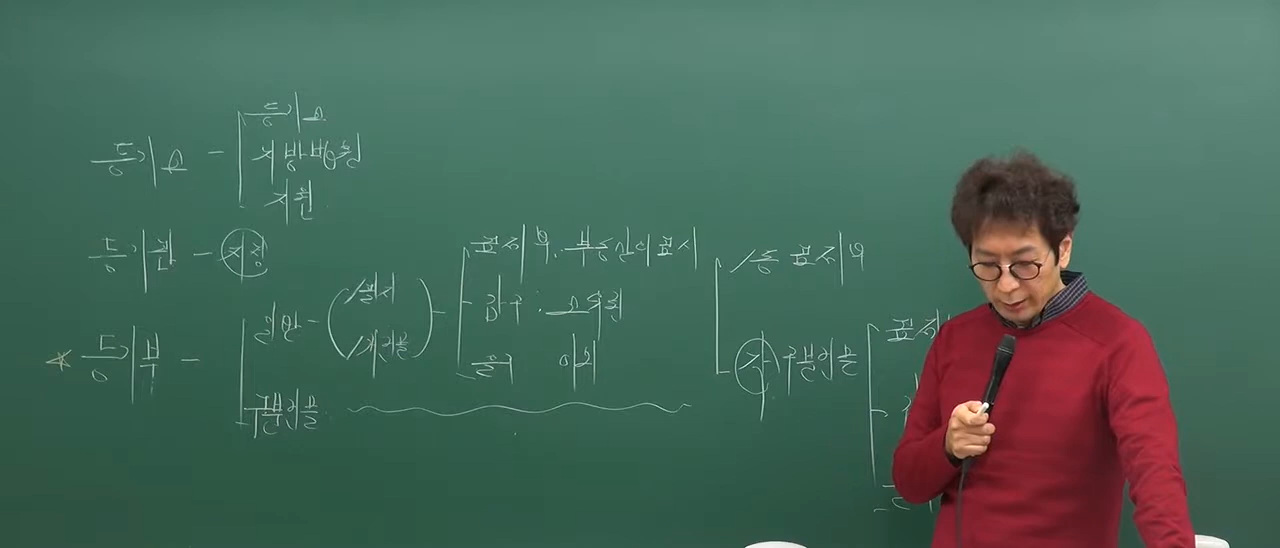 등기소 - 등기소
지방법원
지원
등기관 - 지정
표제부 · 부동산의 표시
1동 표제부
등기부 - 일반 - (토지 / 건물) - 갑구 · 소유권
을구 이외
구분건물
각 구분건물
표제